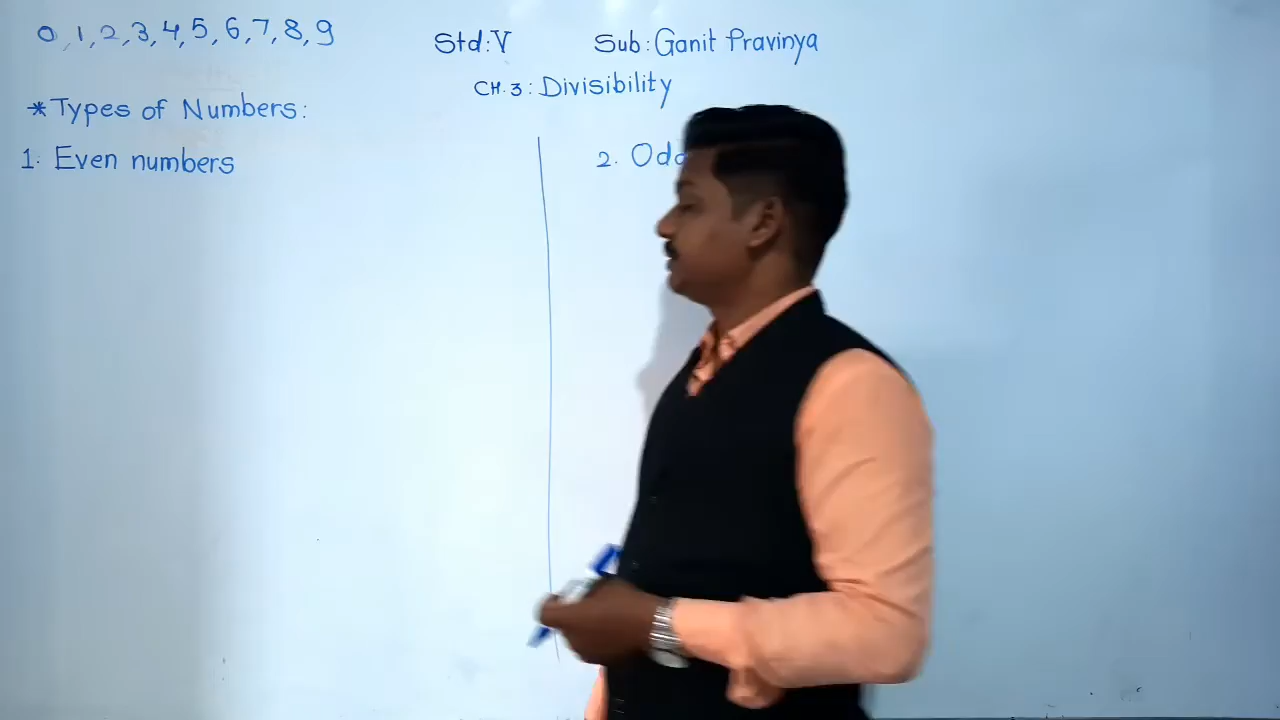 0, 1, 2, 3, 4, 5, 6, 7, 8, 9
Std: V Sub: Ganit Pravinya
CH. 3: Divisibility
*Types of Numbers:
1. Even numbers
2. Odd